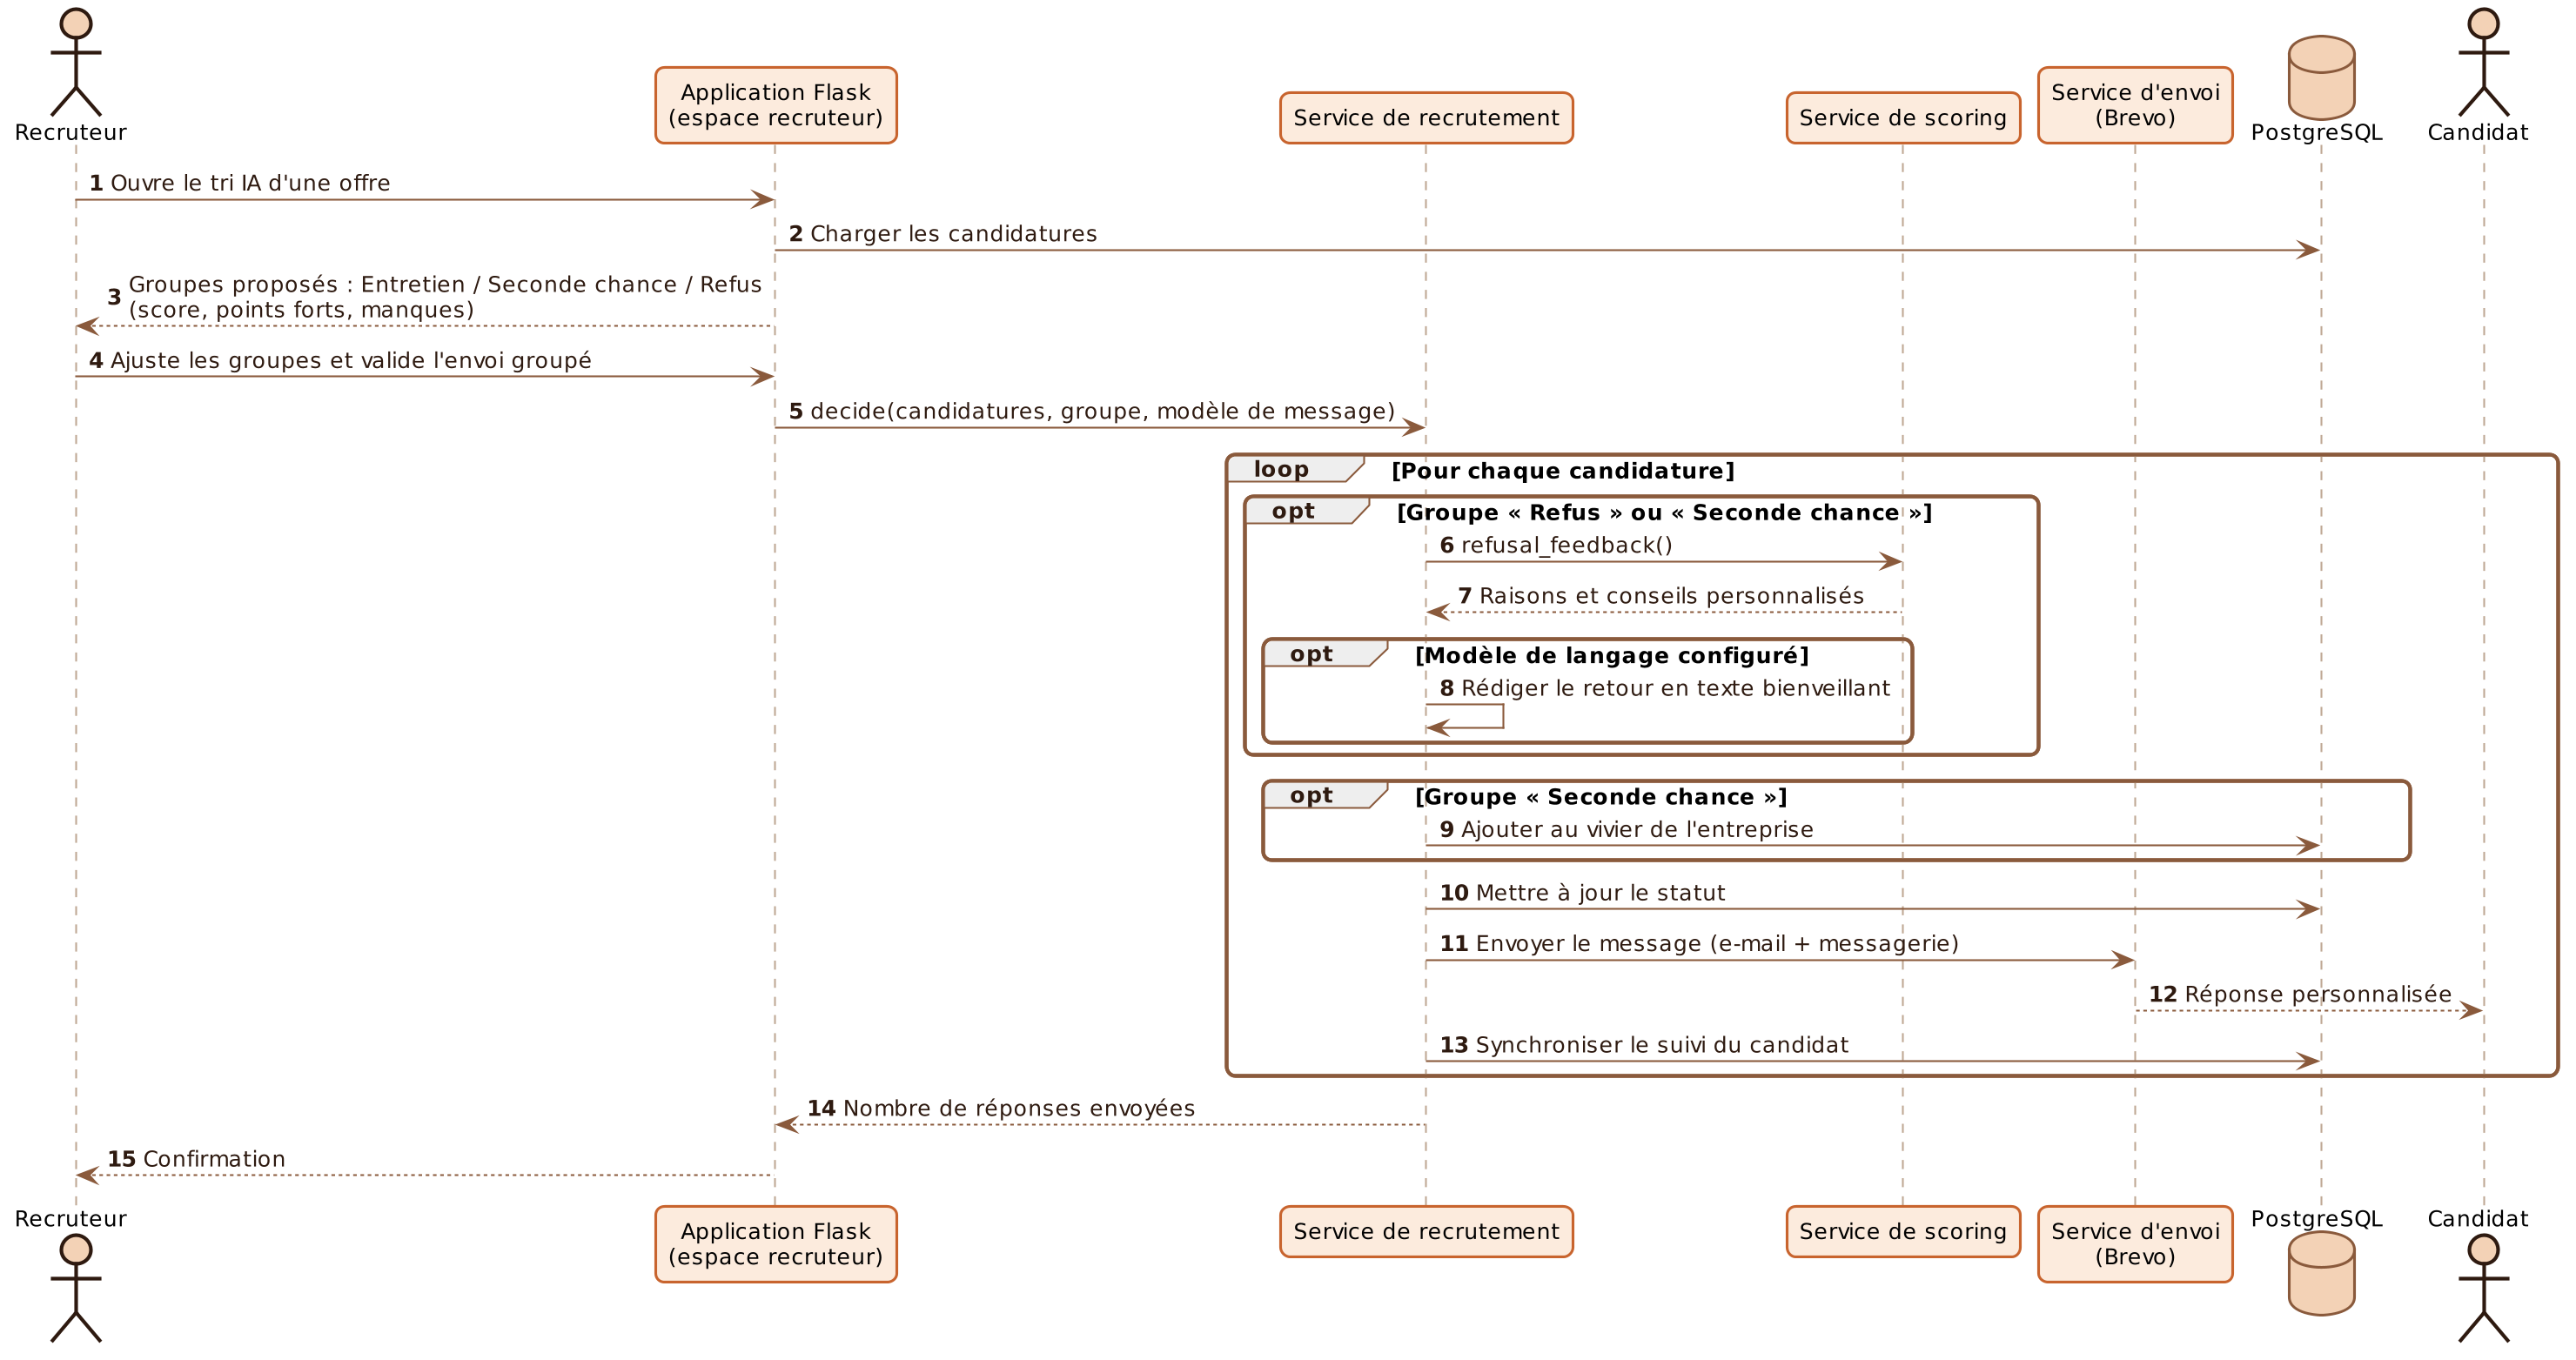 Recruteur
Application Flask
(espace recruteur)
Service de recrutement
Service de scoring
Service d'envoi
(Brevo)
PostgreSQL
Candidat
1 Ouvre le tri IA d'une offre
2 Charger les candidatures
3 Groupes proposés : Entretien / Seconde chance / Refus
(score, points forts, manques)
4 Ajuste les groupes et valide l'envoi groupé
5 decide(candidatures, groupe, modèle de message)
loop [Pour chaque candidature]
opt [Groupe « Refus » ou « Seconde chance »]
6 refusal_feedback()
7 Raisons et conseils personnalisés
opt [Modèle de langage configuré]
8 Rédiger le retour en texte bienveillant
opt [Groupe « Seconde chance »]
9 Ajouter au vivier de l'entreprise
10 Mettre à jour le statut
11 Envoyer le message (e-mail + messagerie)
12 Réponse personnalisée
13 Synchroniser le suivi du candidat
14 Nombre de réponses envoyées
15 Confirmation
Recruteur
Application Flask
(espace recruteur)
Service de recrutement
Service de scoring
Service d'envoi
(Brevo)
PostgreSQL
Candidat